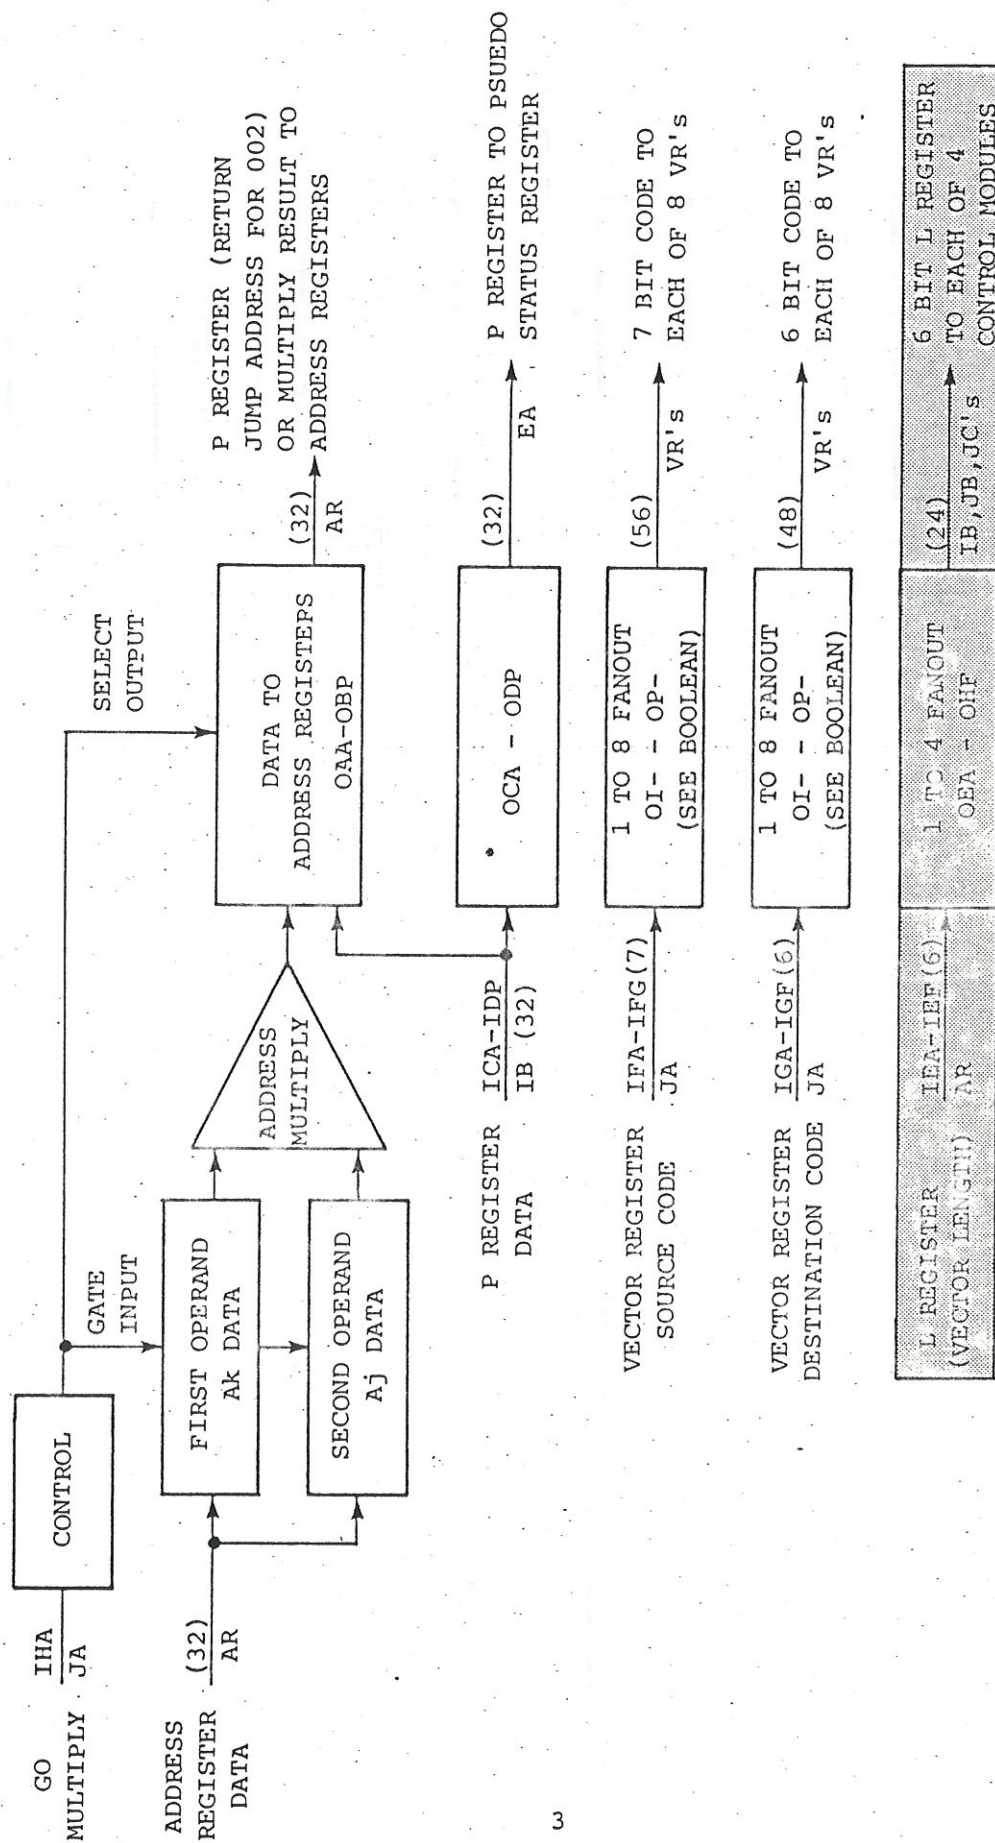 GO
MULTIPLY
IHA
JA
CONTROL
GATE
INPUT
SELECT
OUTPUT
ADDRESS
REGISTER
DATA
(32)
AR
FIRST OPERAND
Ak DATA
SECOND OPERAND
Aj DATA
ADDRESS
MULTIPLY
DATA TO
ADDRESS REGISTERS
OAA-OBP
(32)
AR
P REGISTER (RETURN
JUMP ADDRESS FOR 002)
OR MULTIPLY RESULT TO
ADDRESS REGISTERS
P REGISTER
DATA
ICA-IDP
IB (32)
OCA - ODP
(32)
EA
P REGISTER TO PSUEDO
STATUS REGISTER
VECTOR REGISTER
SOURCE CODE
IFA-IFG(7)
JA
1 TO 8 FANOUT
OI- - OP-
(SEE BOOLEAN)
(56)
VR's
7 BIT CODE TO
EACH OF 8 VR's
VECTOR REGISTER
DESTINATION CODE
IGA-IGF(6)
JA
1 TO 8 FANOUT
OI- - OP-
(SEE BOOLEAN)
(48)
VR's
6 BIT CODE TO
EACH OF 8 VR's
L REGISTER
(VECTOR LENGTH)
IEA-IEF(6)
AR
1 TO 4 FANOUT
OEA - OHF
(24)
IB,JB,JC's
6 BIT L REGISTER
TO EACH OF 4
CONTROL MODULES
3